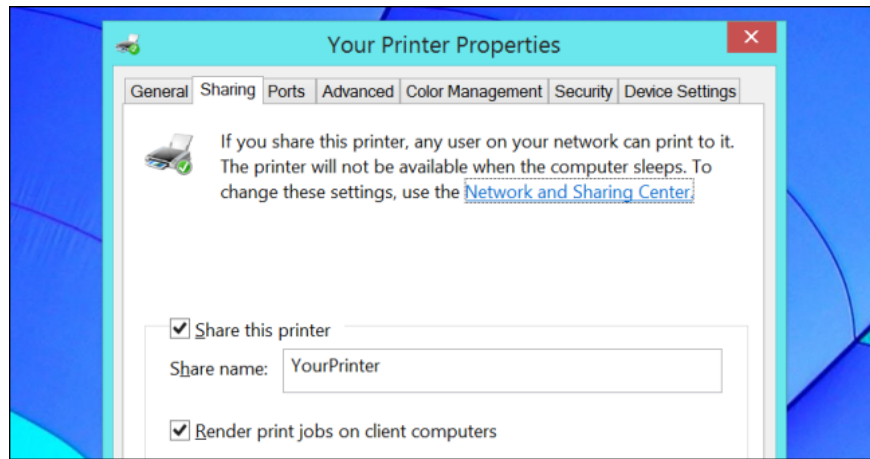 Your Printer Properties
General Sharing Ports Advanced Color Management Security Device Settings
If you share this printer, any user on your network can print to it.
The printer will not be available when the computer sleeps. To
change these settings, use the Network and Sharing Center.
Share this printer
Share name: YourPrinter
Render print jobs on client computers